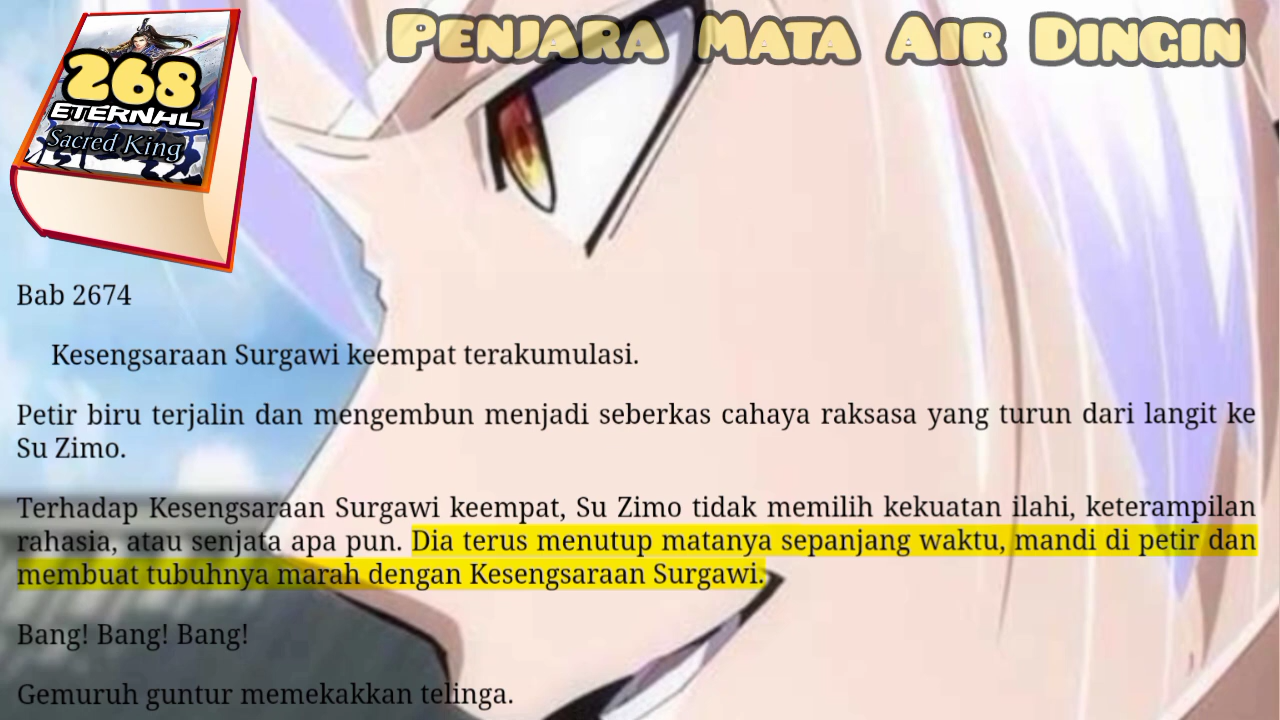 Penjara Mata Air Dingin
268
ETERNAL
Sacred King
Bab 2674
Kesengsaraan Surgawi keempat terakumulasi.
Petir biru terjalin dan mengembun menjadi seberkas cahaya raksasa yang turun dari langit ke
Su Zimo.
Terhadap Kesengsaraan Surgawi keempat, Su Zimo tidak memilih kekuatan ilahi, keterampilan
rahasia, atau senjata apa pun. Dia terus menutup matanya sepanjang waktu, mandi di petir dan
membuat tubuhnya marah dengan Kesengsaraan Surgawi.
Bang! Bang! Bang!
Gemuruh guntur memekakkan telinga.